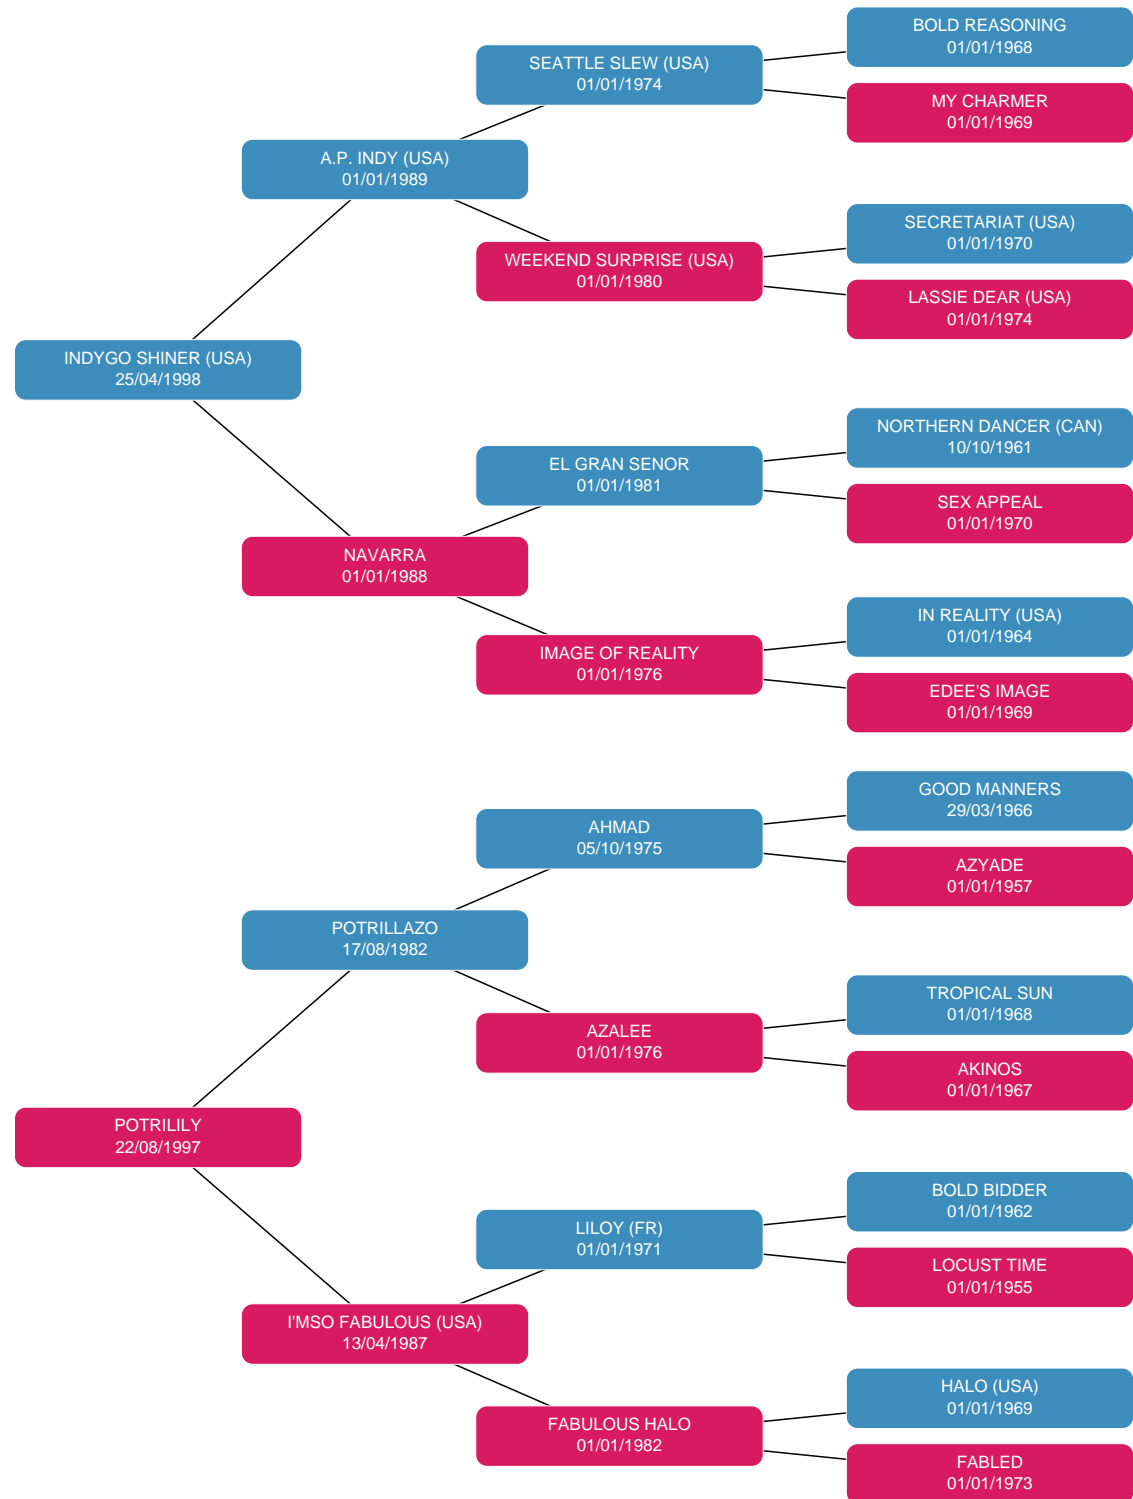 BOLD REASONING
01/01/1968
SEATTLE SLEW (USA)
01/01/1974
MY CHARMER
01/01/1969
A.P. INDY (USA)
01/01/1989
SECRETARIAT (USA)
01/01/1970
WEEKEND SURPRISE (USA)
01/01/1980
LASSIE DEAR (USA)
01/01/1974
INDYGO SHINER (USA)
25/04/1998
NORTHERN DANCER (CAN)
10/10/1961
EL GRAN SENOR
01/01/1981
SEX APPEAL
01/01/1970
NAVARRA
01/01/1988
IN REALITY (USA)
01/01/1964
IMAGE OF REALITY
01/01/1976
EDEE'S IMAGE
01/01/1969
GOOD MANNERS
29/03/1966
AHMAD
05/10/1975
AZYADE
01/01/1957
POTRILLAZO
17/08/1982
TROPICAL SUN
01/01/1968
AZALEE
01/01/1976
AKINOS
01/01/1967
POTRILILY
22/08/1997
BOLD BIDDER
01/01/1962
LILOY (FR)
01/01/1971
LOCUST TIME
01/01/1955
I'MSO FABULOUS (USA)
13/04/1987
HALO (USA)
01/01/1969
FABULOUS HALO
01/01/1982
FABLED
01/01/1973